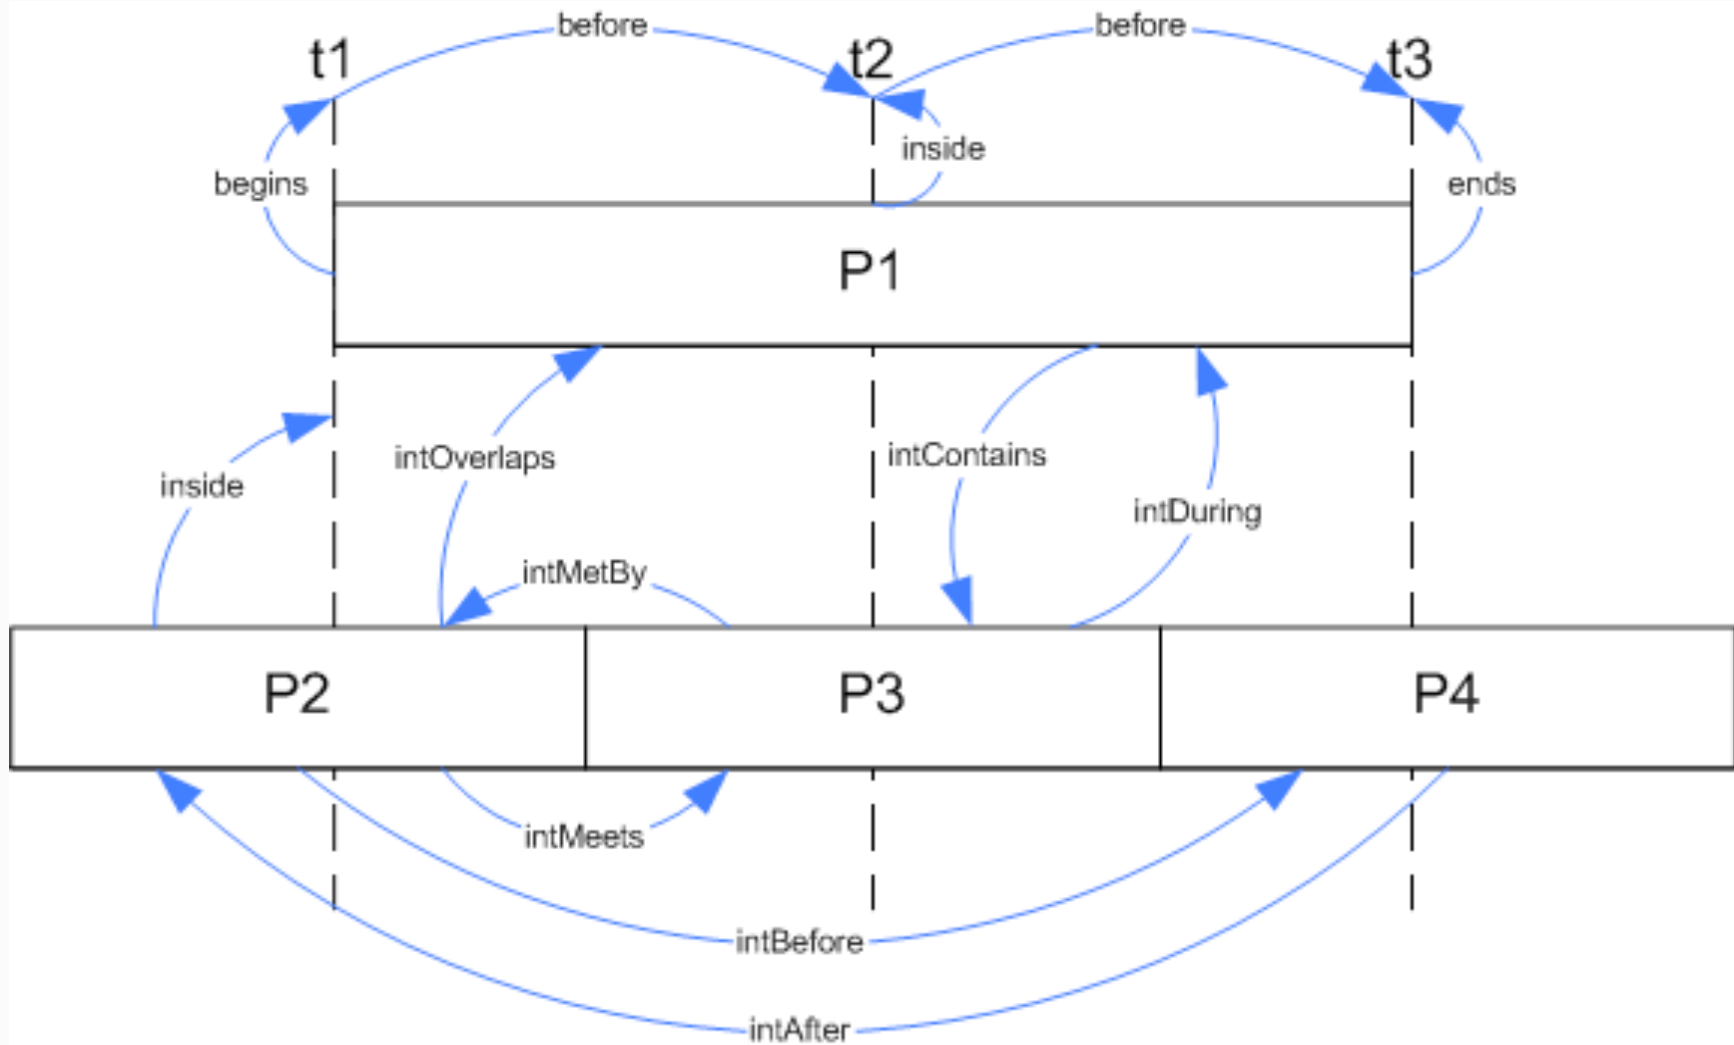 before
before
t1
t2
t3
inside
begins
ends
P1
intOverlaps
intContains
inside
intDuring
intMetBy
P2
P3
P4
intMeets
intBefore
intAfter